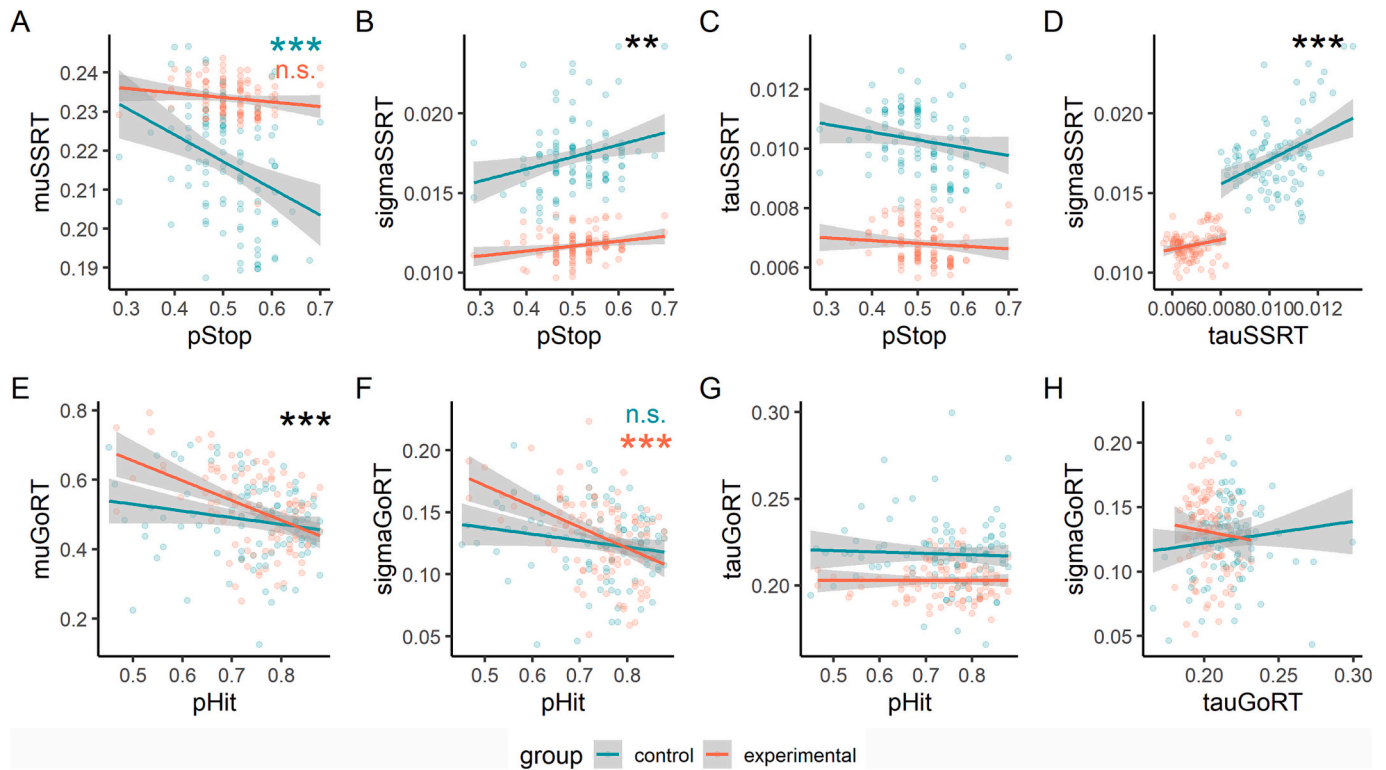 A
muSSRT
0.24
0.23
0.22
0.21
0.20
0.19
***
n.s.
0.3 0.4 0.5 0.6 0.7
pStop
B
sigmaSSRT
0.020
0.015
0.010
**
0.3 0.4 0.5 0.6 0.7
pStop
C
tauSSRT
0.012
0.010
0.008
0.006
0.3 0.4 0.5 0.6 0.7
pStop
D
sigmaSSRT
0.020
0.015
0.010
***
0.006 0.008 0.010 0.012
tauSSRT
E
muGoRT
0.8
0.6
0.4
0.2
***
0.5 0.6 0.7 0.8
pHit
F
sigmaGoRT
0.20
0.15
0.10
0.05
n.s.
***
0.5 0.6 0.7 0.8
pHit
G
tauGoRT
0.30
0.25
0.20
0.5 0.6 0.7 0.8
pHit
H
sigmaGoRT
0.20
0.15
0.10
0.05
0.20 0.25 0.30
tauGoRT
group control experimental